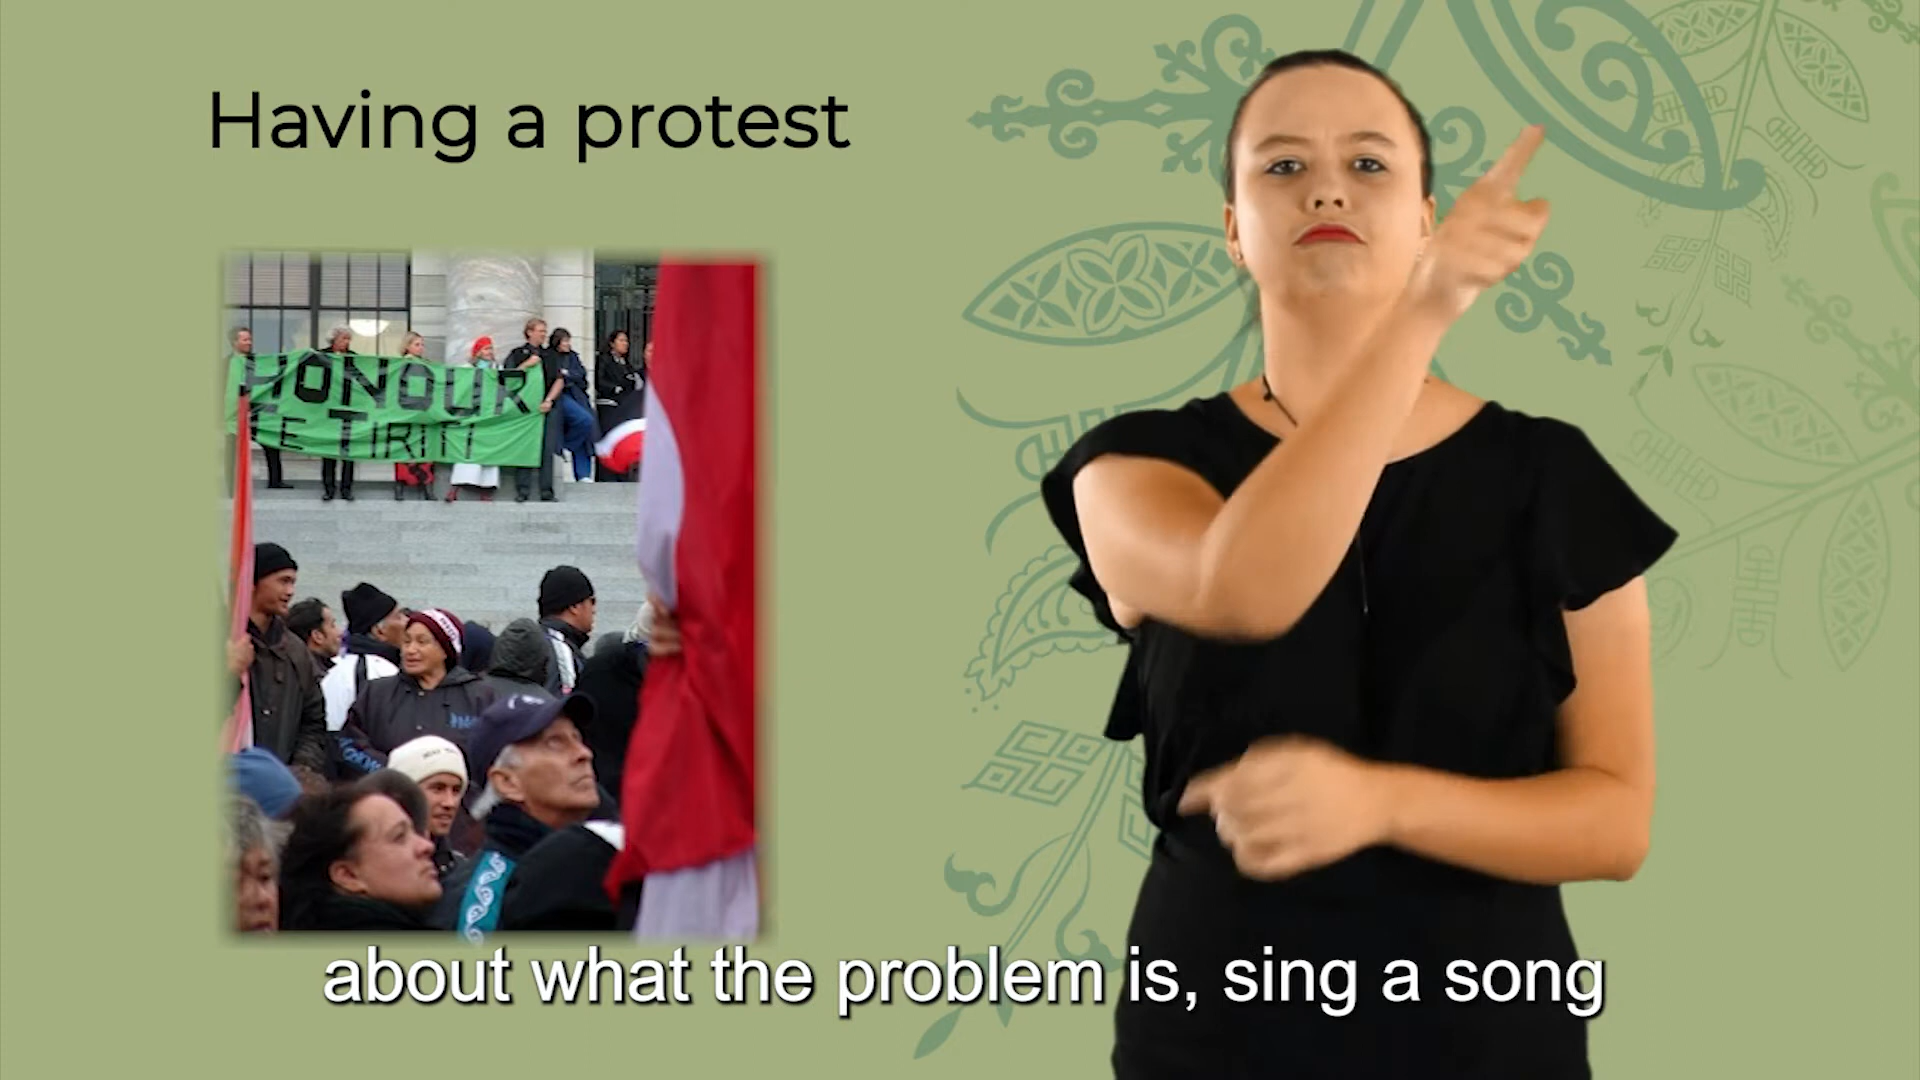 Having a protest
HONOUR
TE TIRITI
about what the problem is, sing a song